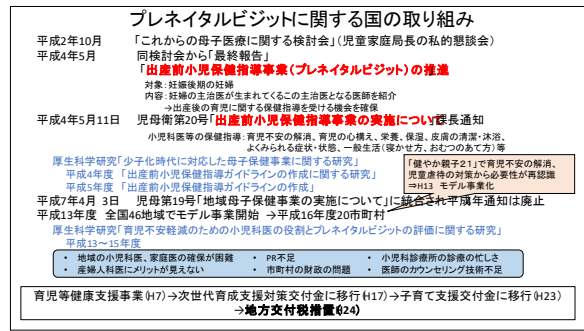 プレネイタルビジットに関する国の取り組み
平成2年10月 「これからの母子医療に関する検討会」(児童家庭局長の私的懇談会)
平成4年5月 同検討会から「最終報告」
「出産前小児保健指導事業(プレネイタルビジット)の推進
対象:妊娠後期の妊婦
内容:妊婦の主治医が生まれてくるこの主治医となる医師を紹介
→出産後の育児に関する保健指導を受ける機会を確保
平成4年5月11日 児母衛第20号「出産前小児保健指導事業の実施について」課長通知
小児科医等の保健指導:育児不安の解消、育児の心構え、栄養、保湿、皮膚の清潔・沐浴、
よくみられる症状・状態、一般生活(寝かせ方、おむつのあて方)等
厚生科学研究「少子化時代に対応した母子保健事業に関する研究」
平成4年度 「出産前小児保健指導ガイドラインの作成に関する研究」
平成5年度 「出産前小児保健指導ガイドラインの作成」
「健やか親子21」で育児不安の解消、
児童虐待の対策から必要性が再認識
⇒H13 モデル事業化
平成7年4月 3日 児母第19号「地域母子保健事業の実施について」に統合され平成4年通知は廃止
平成13年度 全国46地域でモデル事業開始 →平成16年度20市町村
厚生科学研究「育児不安軽減のための小児科医の役割とプレネイタルビジットの評価に関する研究」
平成13~15年度
• 地域の小児科医、家庭医の確保が困難 • PR不足 • 小児科診療所の診療の忙しさ
• 産婦人科医にメリットが見えない • 市町村の財政の問題 • 医師のカウンセリング技術不足
育児等健康支援事業(H7)→次世代育成支援対策交付金に移行(H17)→子育て支援交付金に移行(H23)
→地方交付税措置(H24)